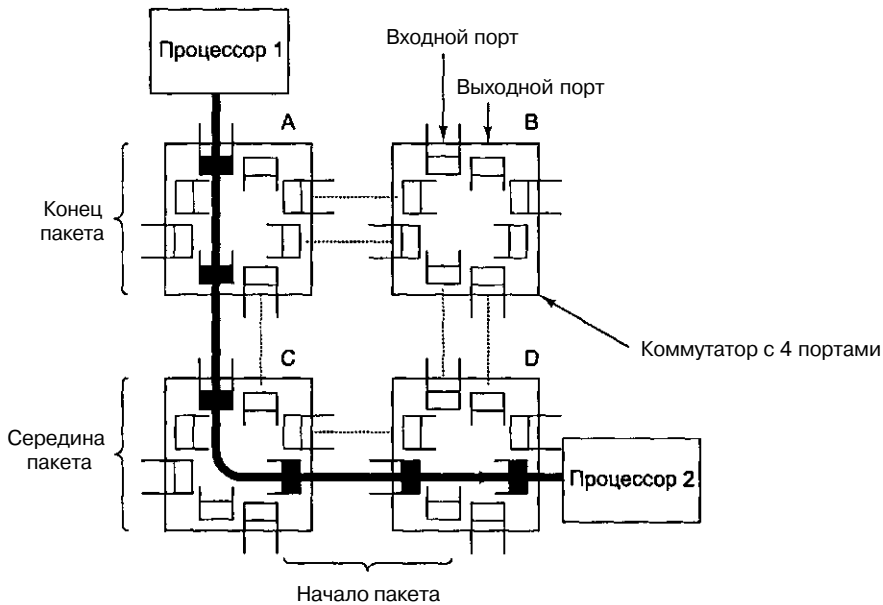 Процессор 1
Входной порт
Выходной порт
A
B
Конец
пакета
Коммутатор с 4 портами
C
D
Середина
пакета
Процессор 2
Начало пакета